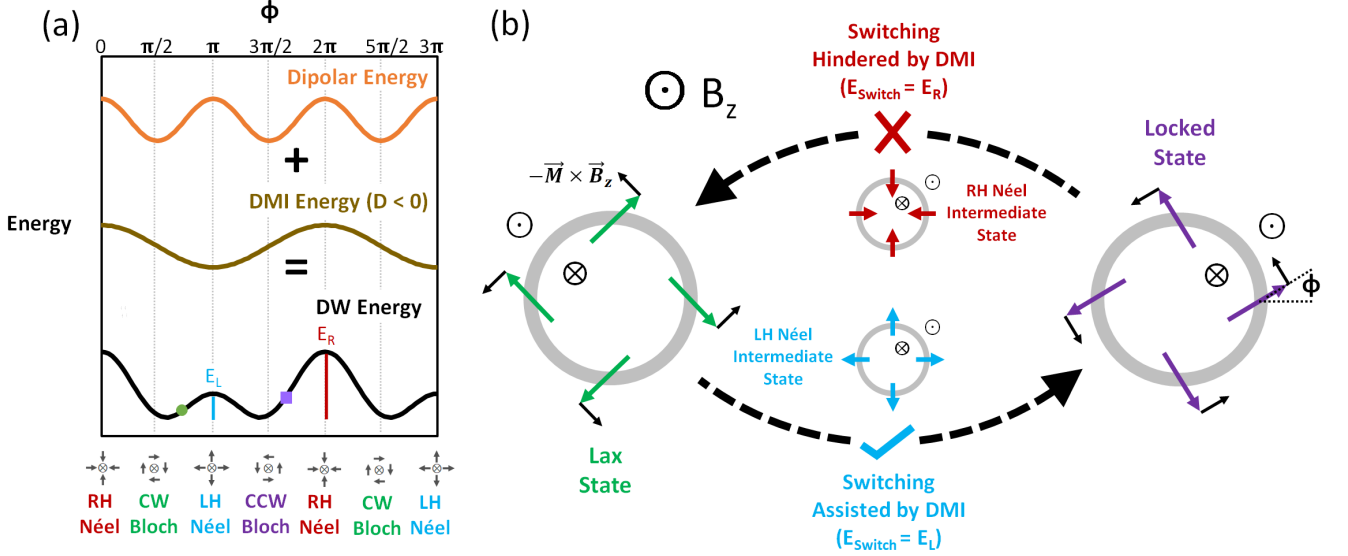 (a)
ϕ
0 π/2 π 3π/2 2π 5π/2 3π
Dipolar Energy
+
DMI Energy (D < 0)
Energy
=
DW Energy
E_R
E_L
RH Néel
CW Bloch
LH Néel
CCW Bloch
RH Néel
CW Bloch
LH Néel
(b)
B_z
Switching
Hindered by DMI
(E_Switch = E_R)
Locked
State
−M⃗ × B⃗_z
RH Néel
Intermediate
State
ϕ
LH Néel
Intermediate
State
Lax
State
Switching
Assisted by DMI
(E_Switch = E_L)